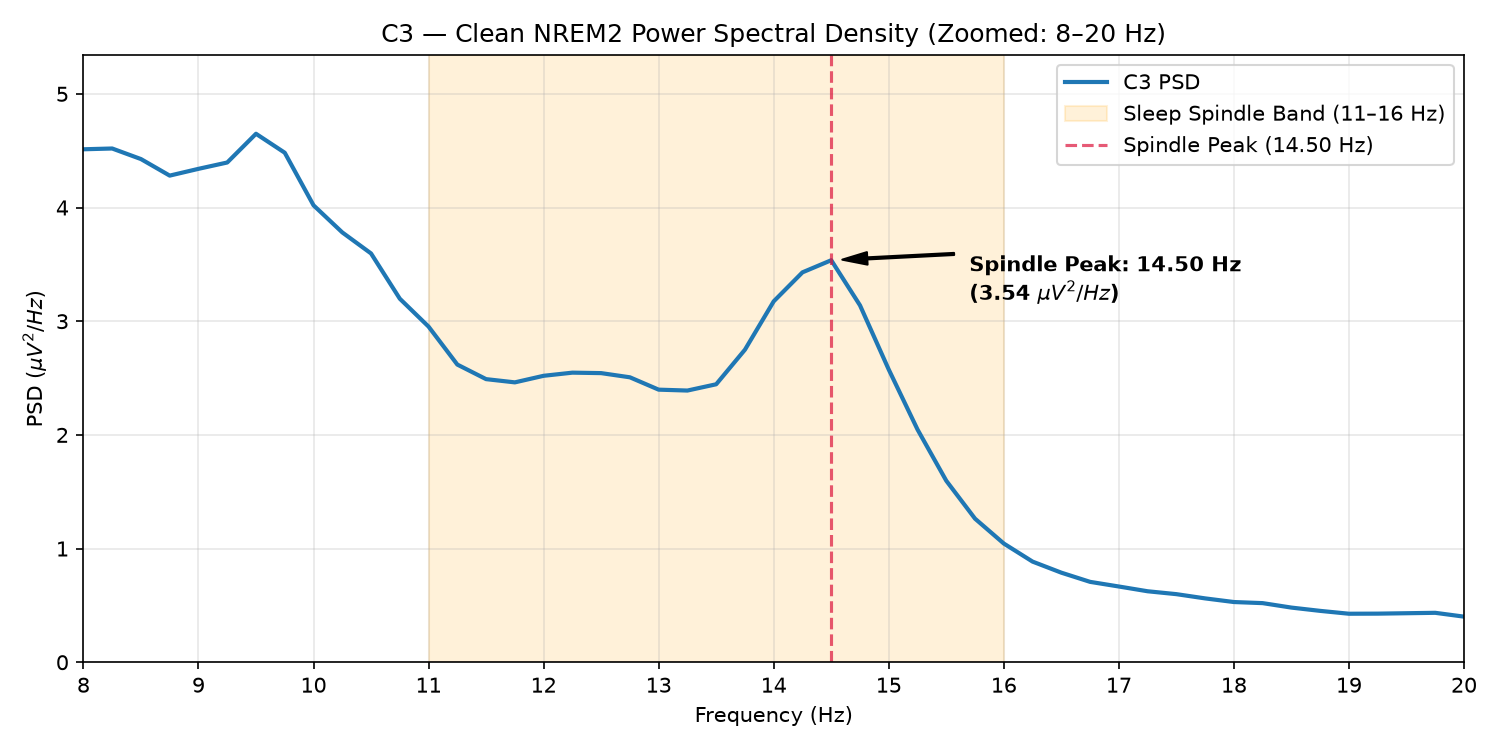 C3 — Clean NREM2 Power Spectral Density (Zoomed: 8–20 Hz)
C3 PSD
Sleep Spindle Band (11–16 Hz)
Spindle Peak (14.50 Hz)
Spindle Peak: 14.50 Hz
(3.54 μV²/Hz)
PSD (μV²/Hz)
5
4
3
2
1
0
8 9 10 11 12 13 14 15 16 17 18 19 20
Frequency (Hz)